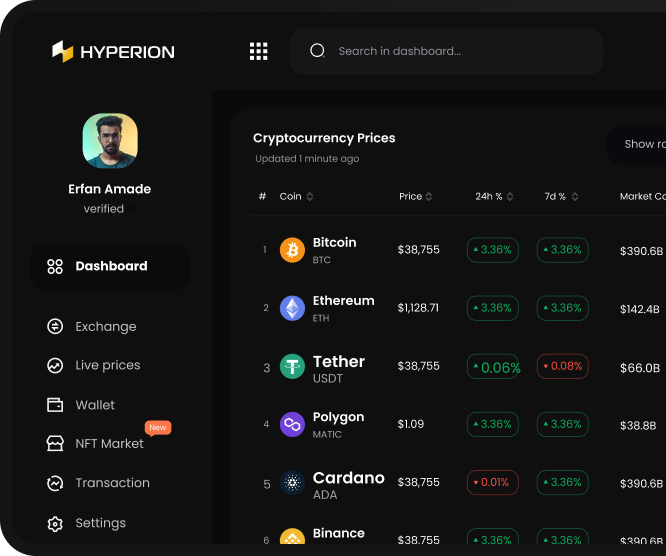 HYPERION
Search in dashboard...
Erfan Amade
verified
Dashboard
Exchange
Live prices
Wallet
New
NFT Market
Transaction
Settings
Cryptocurrency Prices
Updated 1 minute ago
Show ro
# Coin Price 24h % 7d % Market Co
1 Bitcoin BTC $38,755 3.36% 3.36% $390.6B
2 Ethereum ETH $1,128.71 3.36% 3.36% $142.4B
3 Tether USDT $38,755 0.06% 0.08% $66.0B
4 Polygon MATIC $1.09 3.36% 3.36% $38.8B
5 Cardano ADA $38,755 0.01% 3.36% $390.6B
6 Binance $38,755 3.36% 3.36% $390.6B